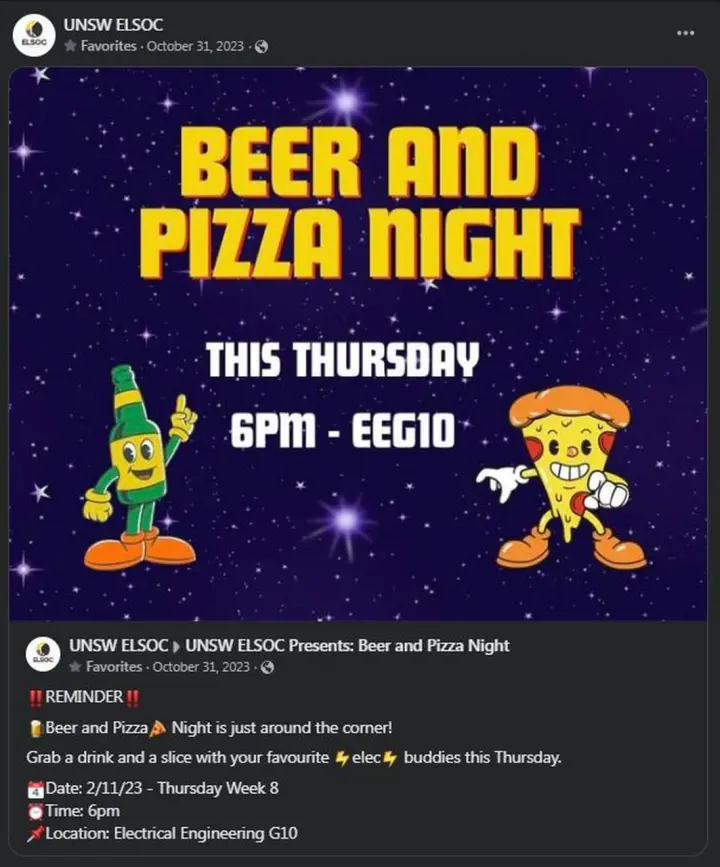 UNSW ELSOC
Favorites · October 31, 2023 ·
ELSOC
BEER AND
PIZZA NIGHT
THIS THURSDAY
6PM - EEG10
UNSW ELSOC ▶ UNSW ELSOC Presents: Beer and Pizza Night
Favorites · October 31, 2023 ·
ELSOC
‼️REMINDER‼️
🍺Beer and Pizza🍕 Night is just around the corner!
Grab a drink and a slice with your favourite ⚡elec⚡ buddies this Thursday.
📅Date: 2/11/23 - Thursday Week 8
⏰Time: 6pm
📌Location: Electrical Engineering G10